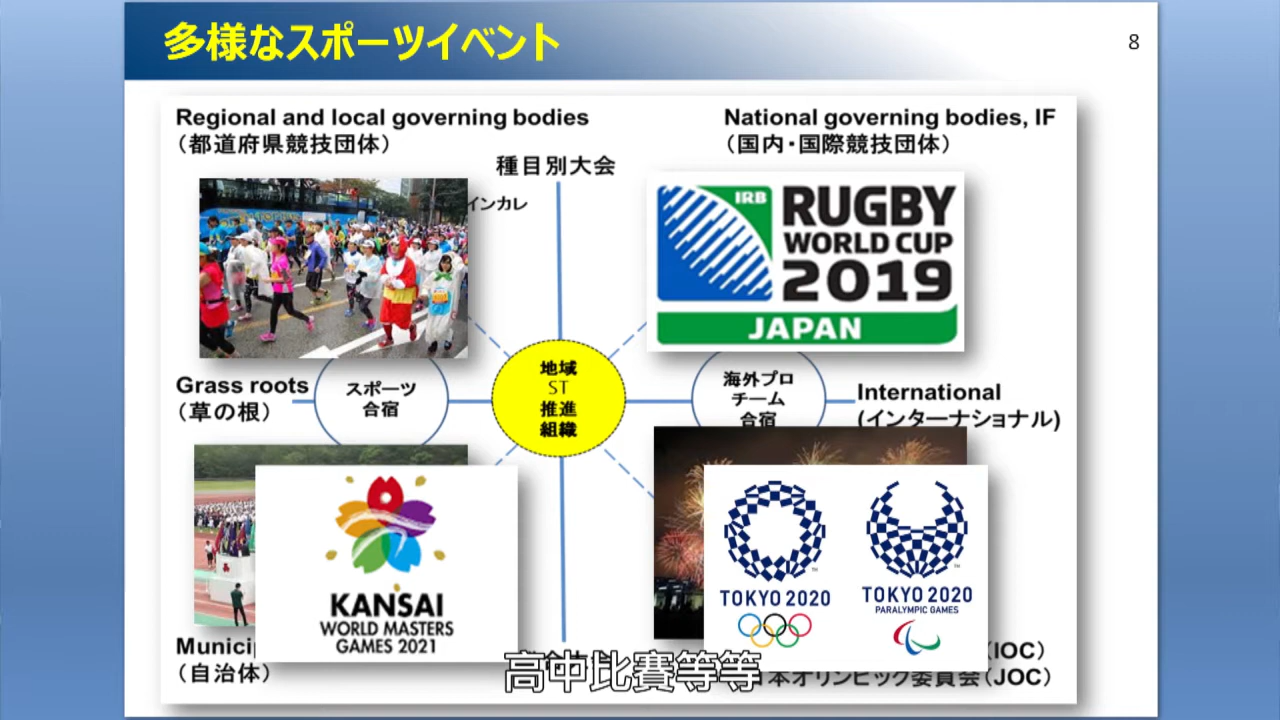 多様なスポーツイベント
8
Regional and local governing bodies
（都道府県競技団体）
National governing bodies, IF
（国内・国際競技団体）
種目別大会
インカレ
IRB
RUGBY
WORLD CUP
2019
JAPAN
地域
ST
推進
組織
スポーツ
合宿
海外プロ
チーム
合宿
Grass roots
（草の根）
International
(インターナショナル)
KANSAI
WORLD MASTERS
GAMES 2021
TOKYO 2020
TOKYO 2020
PARALYMPIC GAMES
（自治体）
（IOC）
本オリンピック委員会（JOC）
高中比賽等等